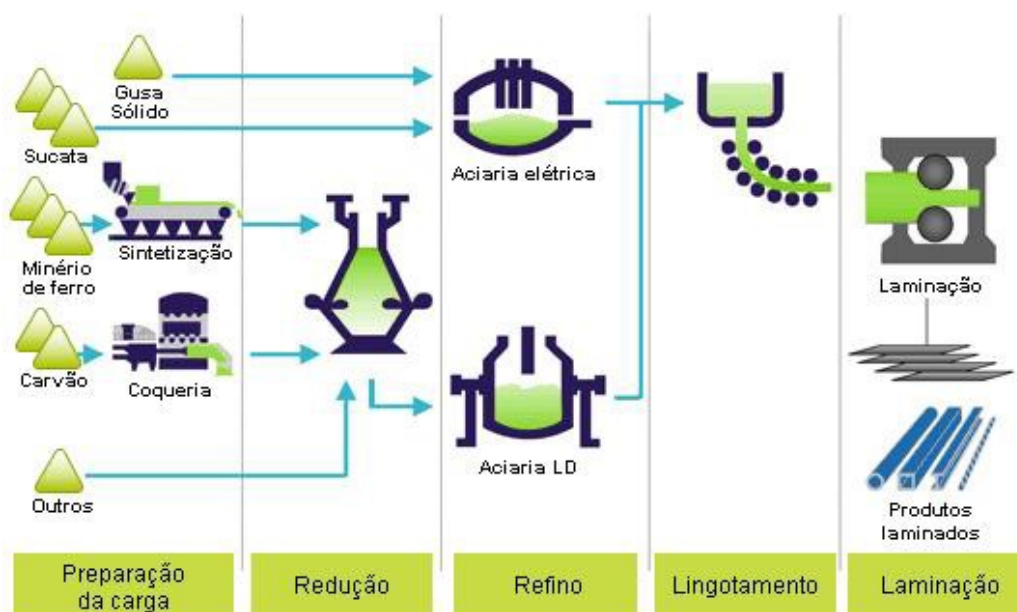 Gusa
Sólido
Sucata
Aciaria elétrica
Minério
de ferro
Sintetização
Laminação
Carvão
Coqueria
Aciaria LD
Outros
Produtos
laminados
Preparação
da carga
Redução
Refino
Lingotamento
Laminação